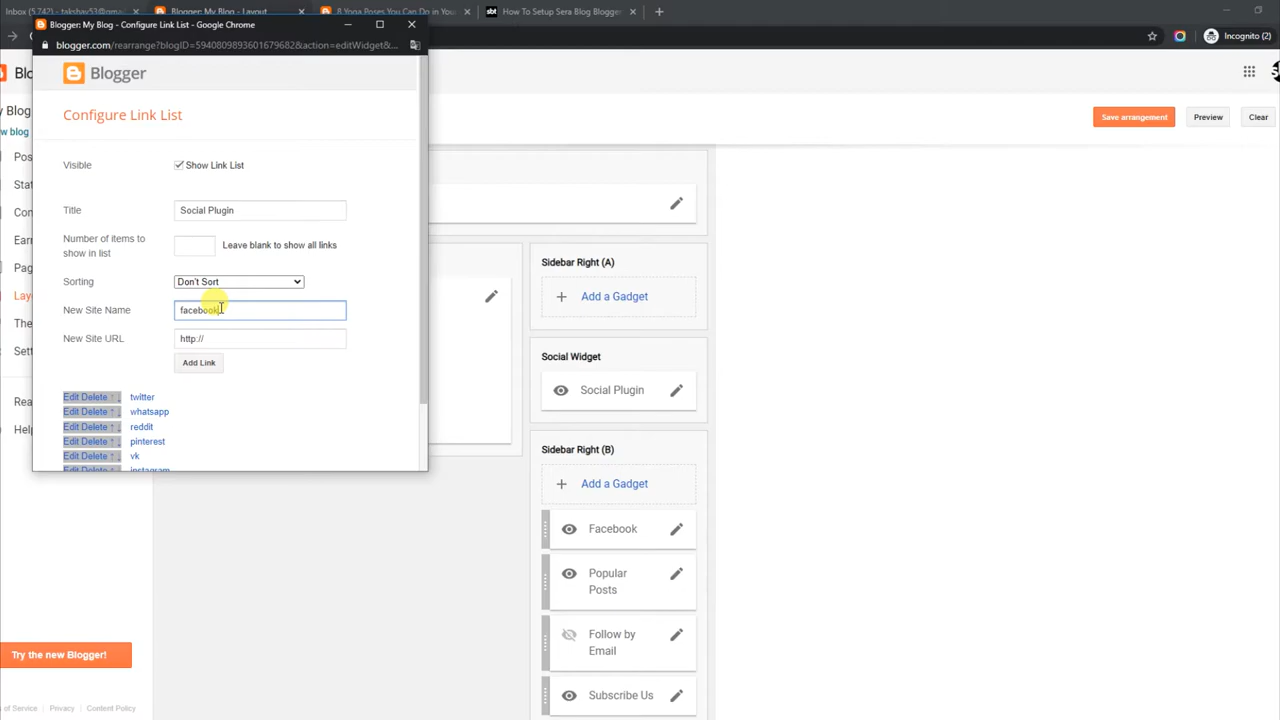 Inbox (5,742) - takshay53@gmail.c
Blogger: My Blog - Layout
8 Yoga Poses You Can Do in Your
How To Setup Sera Blog Blogger
Blogger: My Blog - Configure Link List - Google Chrome
blogger.com/rearrange?blogID=5940809893601679682&action=editWidget&...
Incognito (2)
Blogger
Configure Link List
Visible
Show Link List
Title
Social Plugin
Number of items to
show in list
Leave blank to show all links
Sorting
Don't Sort
New Site Name
facebook
New Site URL
http://
Add Link
Edit Delete ↑ ↓ twitter
Edit Delete ↑ ↓ whatsapp
Edit Delete ↑ ↓ reddit
Edit Delete ↑ ↓ pinterest
Edit Delete ↑ ↓ vk
Edit Delete ↑ ↓ instagram
Blo
My Blog
w blog
Pos
Stat
Con
Earn
Pag
Lay
The
Sett
Rea
Help
Save arrangement
Preview
Clear
Sidebar Right (A)
+ Add a Gadget
Social Widget
Social Plugin
Sidebar Right (B)
+ Add a Gadget
Facebook
Popular
Posts
Follow by
Email
Subscribe Us
Try the new Blogger!
s of Service | Privacy | Content Policy